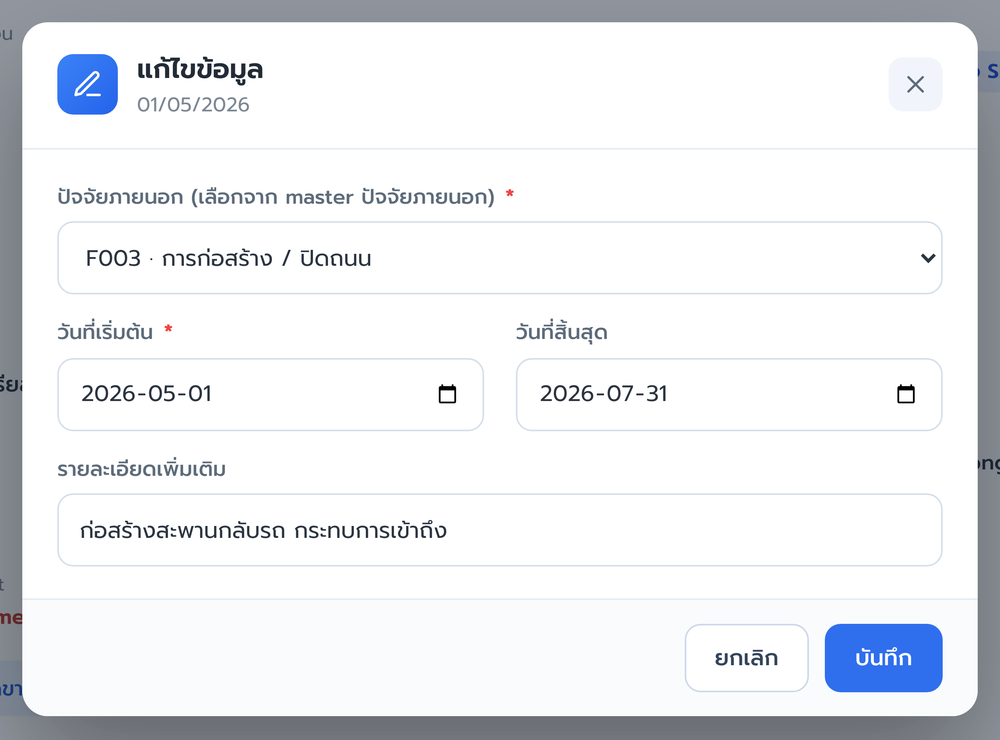 แก้ไขข้อมูล
01/05/2026
ปัจจัยภายนอก (เลือกจาก master ปัจจัยภายนอก) *
F003 · การก่อสร้าง / ปิดถนน
วันที่เริ่มต้น *
วันที่สิ้นสุด
2026-05-01
2026-07-31
รายละเอียดเพิ่มเติม
ก่อสร้างสะพานกลับรถ กระทบการเข้าถึง
ยกเลิก
บันทึก